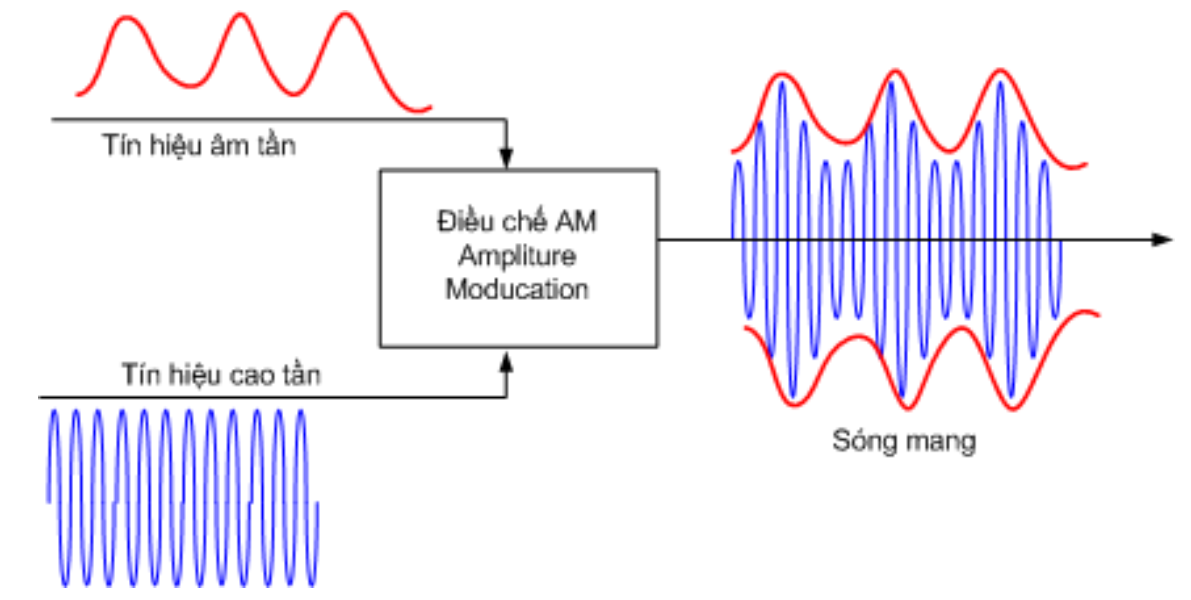 Tín hiệu âm tần
Điều chế AM
Ampliture
Moducation
Tín hiệu cao tần
Sóng mang